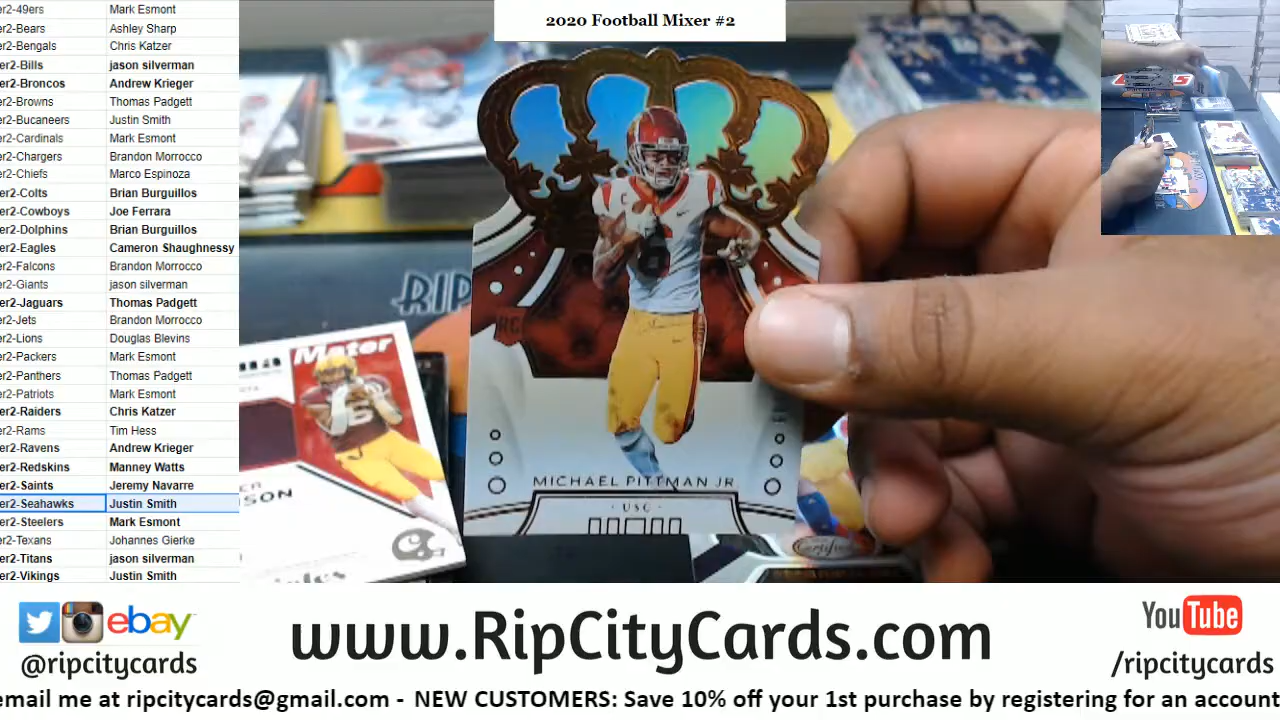 2020 Football Mixer #2
er2-49ers Mark Esmont
er2-Bears Ashley Sharp
er2-Bengals Chris Katzer
er2-Bills jason silverman
er2-Broncos Andrew Krieger
er2-Browns Thomas Padgett
er2-Bucaneers Justin Smith
er2-Cardinals Mark Esmont
er2-Chargers Brandon Morrocco
er2-Chiefs Marco Espinoza
er2-Colts Brian Burguillos
er2-Cowboys Joe Ferrara
er2-Dolphins Brian Burguillos
er2-Eagles Cameron Shaughnessy
er2-Falcons Brandon Morrocco
er2-Giants jason silverman
er2-Jaguars Thomas Padgett
er2-Jets Brandon Morrocco
er2-Lions Douglas Blevins
er2-Packers Mark Esmont
er2-Panthers Thomas Padgett
er2-Patriots Mark Esmont
er2-Raiders Chris Katzer
er2-Rams Tim Hess
er2-Ravens Andrew Krieger
er2-Redskins Manney Watts
er2-Saints Jeremy Navarre
er2-Seahawks Justin Smith
er2-Steelers Mark Esmont
er2-Texans Johannes Gierke
er2-Titans jason silverman
er2-Vikings Justin Smith
RIP
Mater
SON
RC
C
6
MICHAEL PITTMAN JR
- USC -
Certified
ebay
@ripcitycards
www.RipCityCards.com
YouTube
/ripcitycards
email me at ripcitycards@gmail.com - NEW CUSTOMERS: Save 10% off your 1st purchase by registering for an account